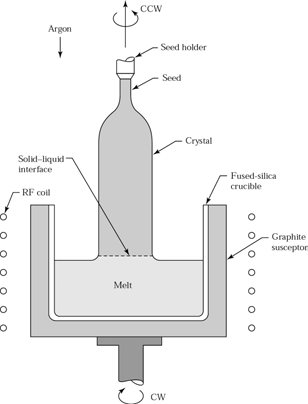 CCW
Argon
Seed holder
Seed
Crystal
Solid–liquid
interface
Fused-silica
crucible
RF coil
Graphite
susceptor
Melt
CW